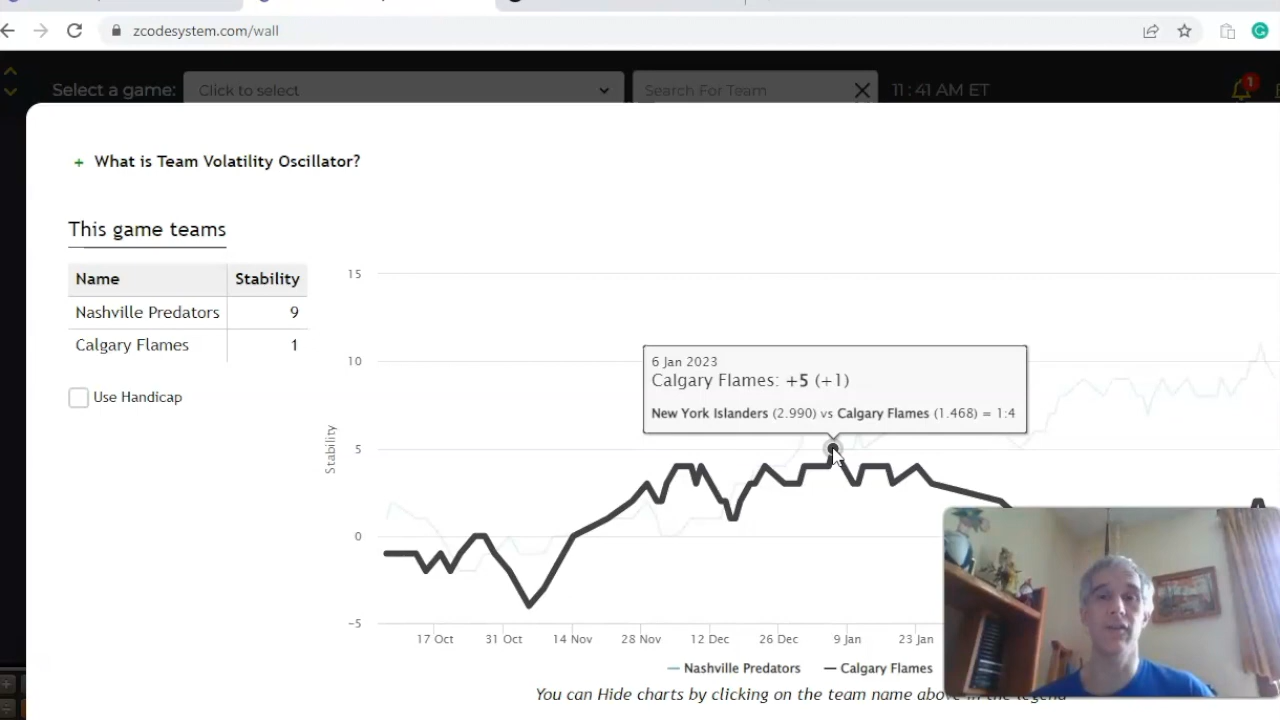 zcodesystem.com/wall
Select a game:
Click to select
Search For Team
11:41 AM ET
1
+ What is Team Volatility Oscillator?
This game teams
Name Stability
Nashville Predators 9
Calgary Flames 1
Use Handicap
Stability
15
10
5
0
-5
6 Jan 2023
Calgary Flames: +5 (+1)
New York Islanders (2.990) vs Calgary Flames (1.468) = 1:4
17 Oct 31 Oct 14 Nov 28 Nov 12 Dec 26 Dec 9 Jan 23 Jan
Nashville Predators Calgary Flames
You can Hide charts by clicking on the team name above in the legend